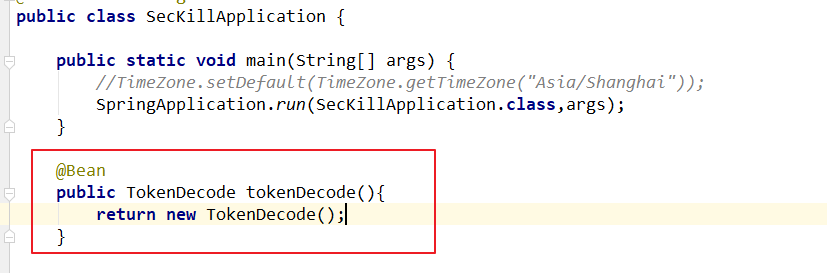 public class SecKillApplication {
public static void main(String[] args) {
//TimeZone.setDefault(TimeZone.getTimeZone("Asia/Shanghai"));
SpringApplication.run(SecKillApplication.class,args);
}
@Bean
public TokenDecode tokenDecode(){
return new TokenDecode();
}